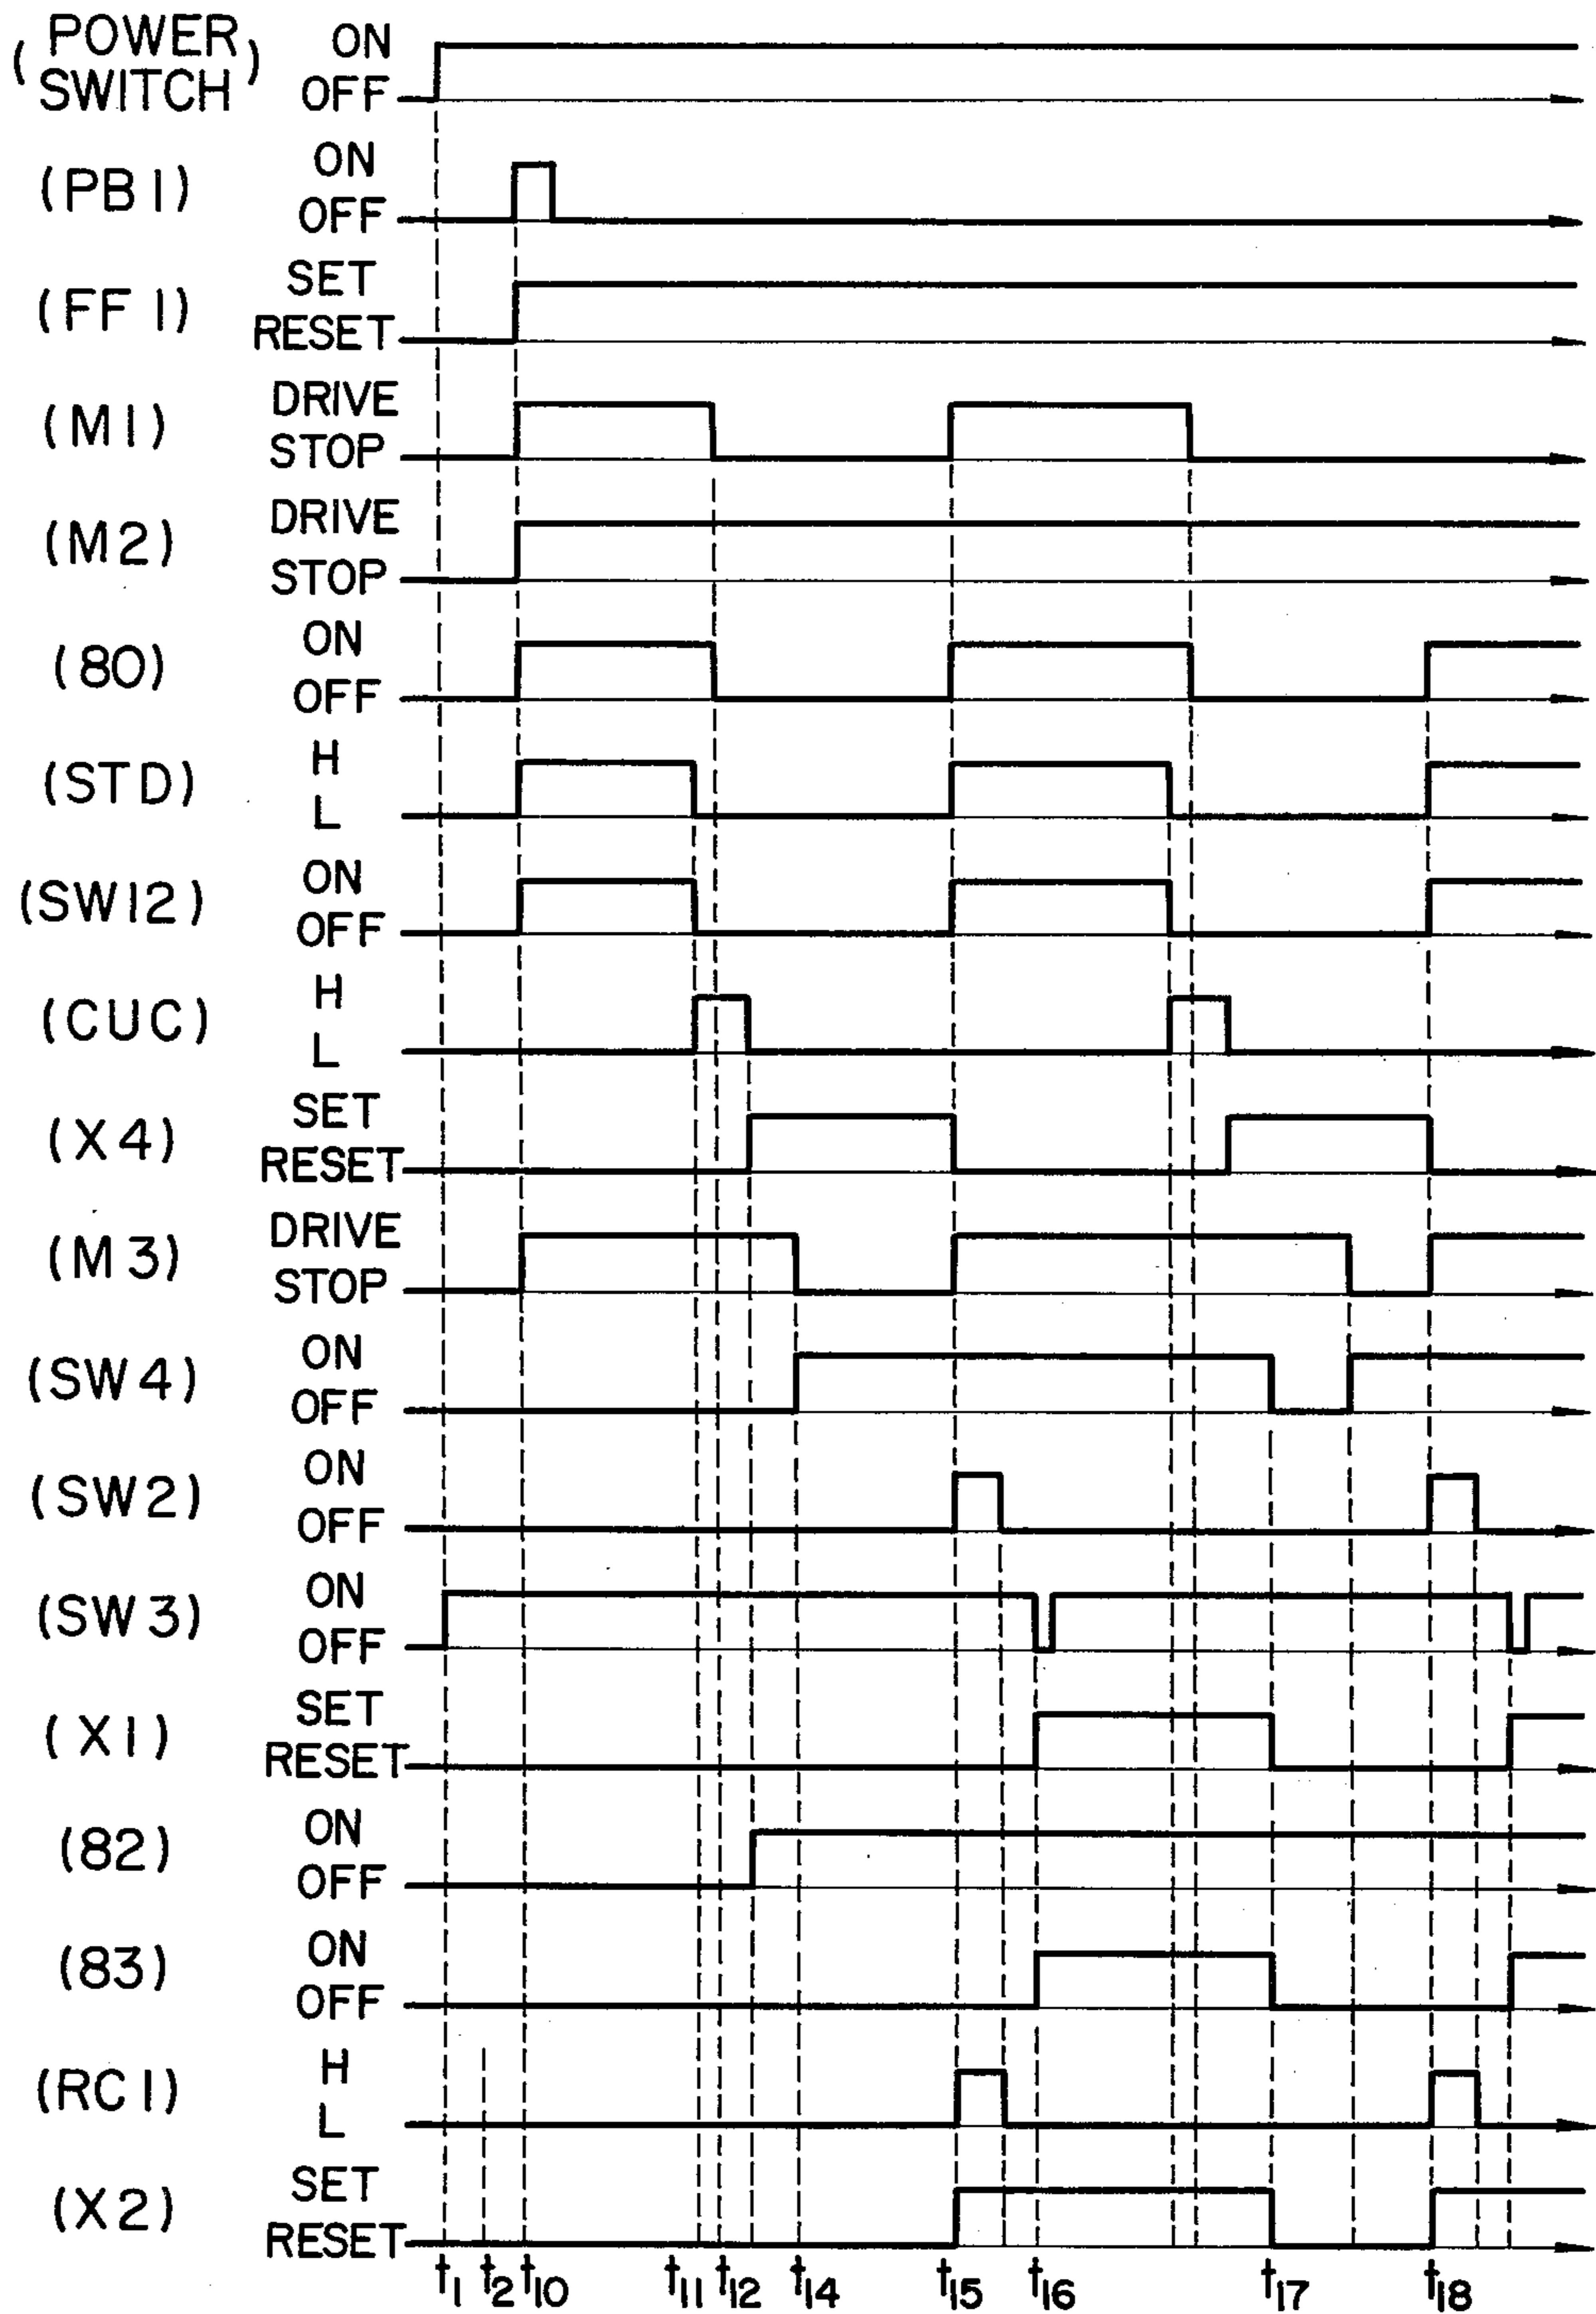 (POWER SWITCH) ON
OFF
(PB1) ON
OFF
(FF1) SET
RESET
(M1) DRIVE
STOP
(M2) DRIVE
STOP
(80) ON
OFF
(STD) H
L
(SW12) ON
OFF
(CUC) H
L
(X4) SET
RESET
(M3) DRIVE
STOP
(SW4) ON
OFF
(SW2) ON
OFF
(SW3) ON
OFF
(X1) SET
RESET
(82) ON
OFF
(83) ON
OFF
(RC1) H
L
(X2) SET
RESET
t1 t2 t10 t11 t12 t14 t15 t16 t17 t18